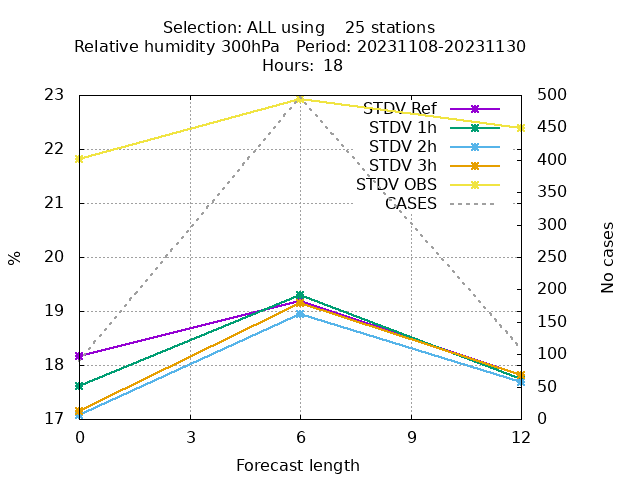 Selection: ALL using    25 stations
Relative humidity 300hPa   Period: 20231108-20231130
Hours: 18
23
22
21
20
19
18
17
%
500
450
400
350
300
250
200
150
100
50
0
No cases
STDV Ref
STDV 1h
STDV 2h
STDV 3h
STDV OBS
CASES
0 3 6 9 12
Forecast length